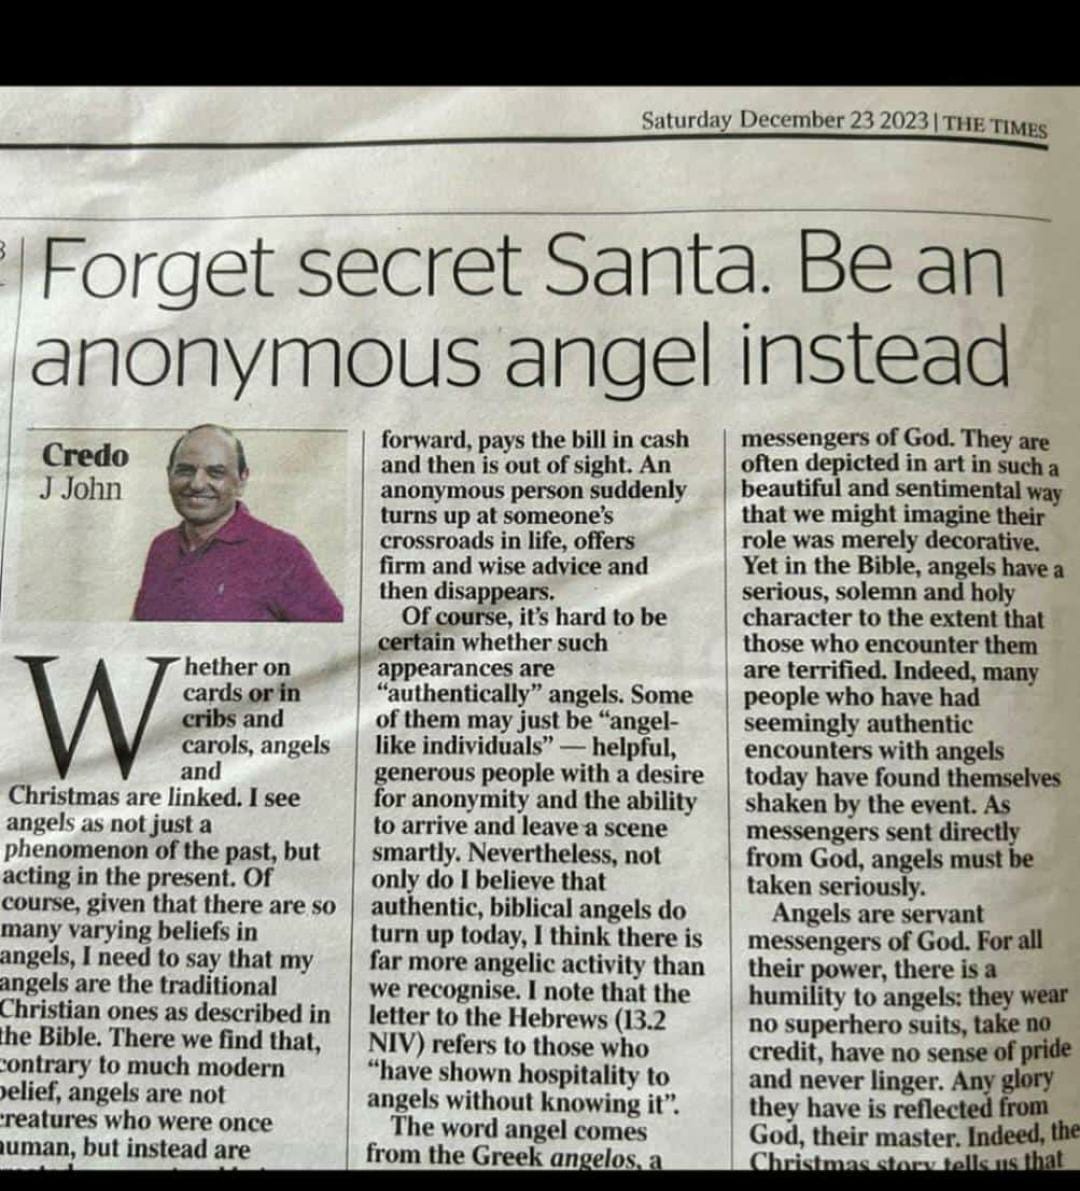 Saturday December 23 2023 | THE TIMES
Forget secret Santa. Be an
anonymous angel instead
Credo
J John
Whether on
cards or in
cribs and
carols, angels
and
Christmas are linked. I see
angels as not just a
phenomenon of the past, but
acting in the present. Of
course, given that there are so
many varying beliefs in
angels, I need to say that my
angels are the traditional
Christian ones as described in
the Bible. There we find that,
contrary to much modern
belief, angels are not
creatures who were once
human, but instead are
forward, pays the bill in cash
and then is out of sight. An
anonymous person suddenly
turns up at someone's
crossroads in life, offers
firm and wise advice and
then disappears.
Of course, it's hard to be
certain whether such
appearances are
"authentically" angels. Some
of them may just be "angel-
like individuals" — helpful,
generous people with a desire
for anonymity and the ability
to arrive and leave a scene
smartly. Nevertheless, not
only do I believe that
authentic, biblical angels do
turn up today, I think there is
far more angelic activity than
we recognise. I note that the
letter to the Hebrews (13.2
NIV) refers to those who
"have shown hospitality to
angels without knowing it".
The word angel comes
from the Greek angelos, a
messengers of God. They are
often depicted in art in such a
beautiful and sentimental way
that we might imagine their
role was merely decorative.
Yet in the Bible, angels have a
serious, solemn and holy
character to the extent that
those who encounter them
are terrified. Indeed, many
people who have had
seemingly authentic
encounters with angels
today have found themselves
shaken by the event. As
messengers sent directly
from God, angels must be
taken seriously.
Angels are servant
messengers of God. For all
their power, there is a
humility to angels: they wear
no superhero suits, take no
credit, have no sense of pride
and never linger. Any glory
they have is reflected from
God, their master. Indeed, the
Christmas story tells us that